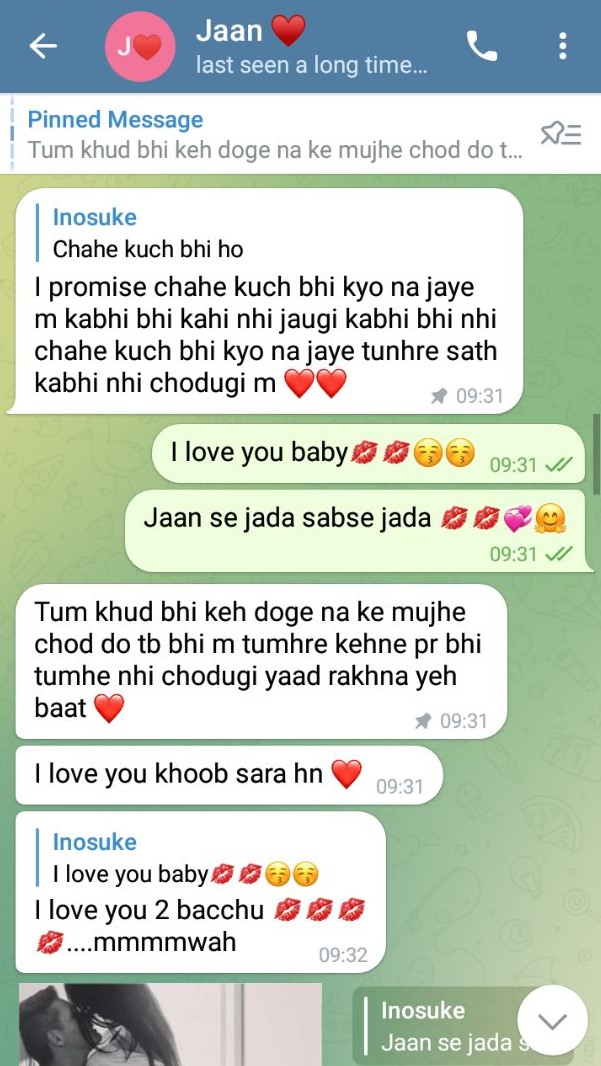 Jaan ❤️
last seen a long time...
Pinned Message
Tum khud bhi keh doge na ke mujhe chod do t...
Inosuke
Chahe kuch bhi ho
I promise chahe kuch bhi kyo na jaye
m kabhi bhi kahi nhi jaugi kabhi bhi nhi
chahe kuch bhi kyo na jaye tunhre sath
kabhi nhi chodugi m ❤️❤️
09:31
I love you baby💋💋😚😚
09:31
Jaan se jada sabse jada 💋💋💞🤗
09:31
Tum khud bhi keh doge na ke mujhe
chod do tb bhi m tumhre kehne pr bhi
tumhe nhi chodugi yaad rakhna yeh
baat ❤️
09:31
I love you khoob sara hn ❤️
09:31
Inosuke
I love you baby💋💋😚😚
I love you 2 bacchu 💋💋💋
💋....mmmmwah
09:32
Inosuke
Jaan se jada s